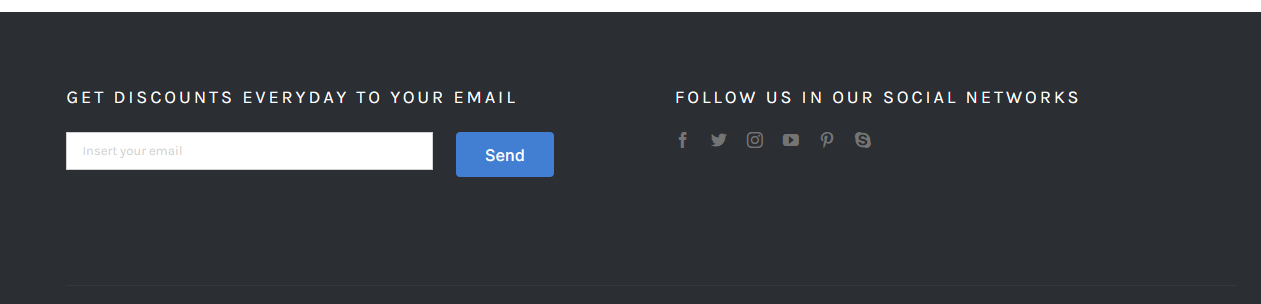 GET DISCOUNTS EVERYDAY TO YOUR EMAIL
Insert your email
Send
FOLLOW US IN OUR SOCIAL NETWORKS